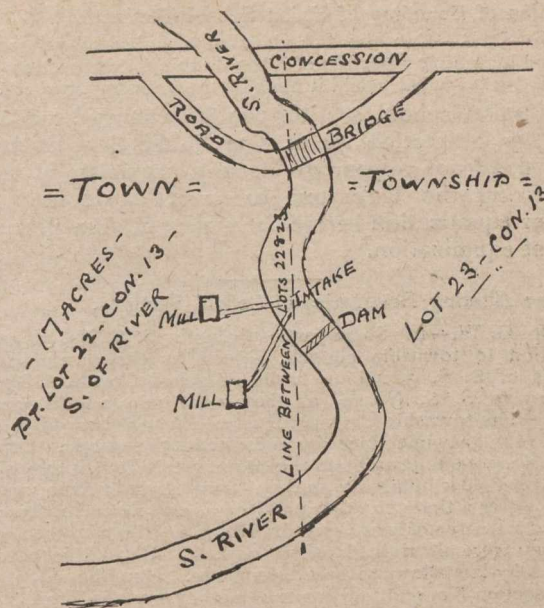 S. RIVER
S. RIVER
CONCESSION
ROAD
BRIDGE
= TOWN =
= TOWNSHIP =
- 17 ACRES -
PT. LOT 22 - CON. 13 -
S. OF RIVER
LOT 23 - CON. 13
LINE BETWEEN LOTS 22 & 23
INTAKE
MILL
DAM
MILL
S. RIVER